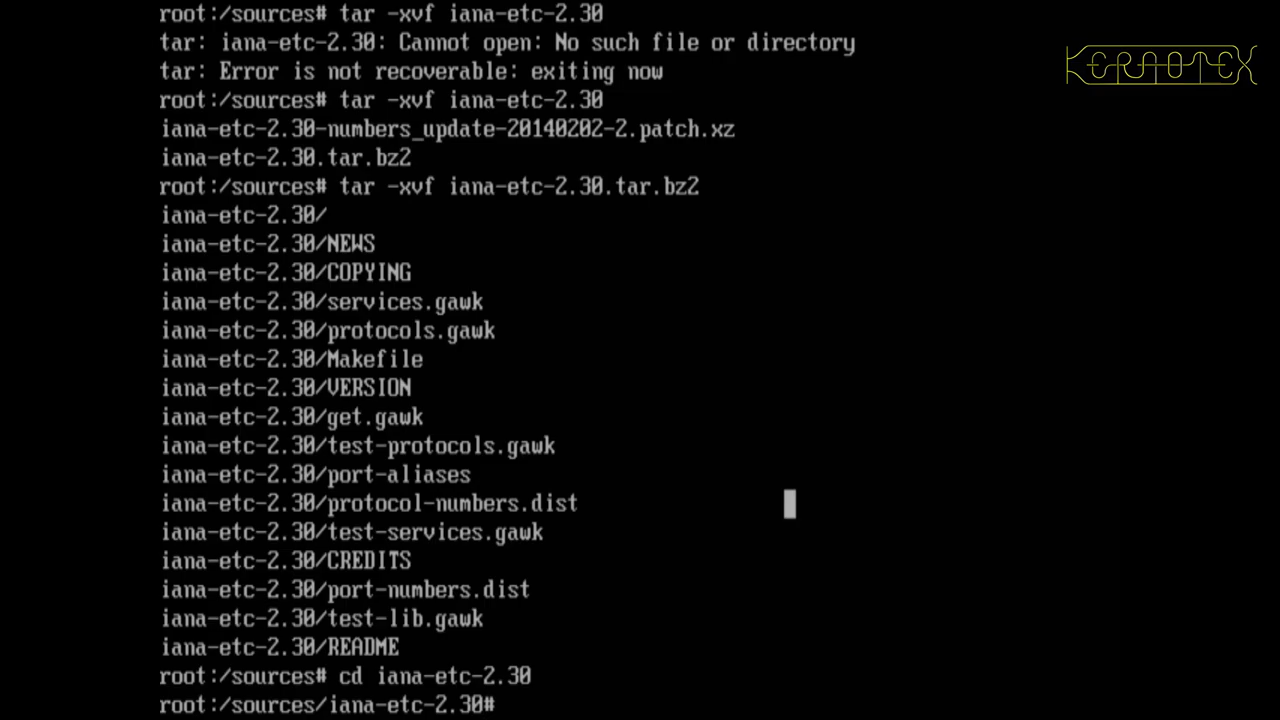 root:/sources# tar -xvf iana-etc-2.30
tar: iana-etc-2.30: Cannot open: No such file or directory
tar: Error is not recoverable: exiting now
root:/sources# tar -xvf iana-etc-2.30
iana-etc-2.30-numbers_update-20140202-2.patch.xz
iana-etc-2.30.tar.bz2
root:/sources# tar -xvf iana-etc-2.30.tar.bz2
iana-etc-2.30/
iana-etc-2.30/NEWS
iana-etc-2.30/COPYING
iana-etc-2.30/services.gawk
iana-etc-2.30/protocols.gawk
iana-etc-2.30/Makefile
iana-etc-2.30/VERSION
iana-etc-2.30/get.gawk
iana-etc-2.30/test-protocols.gawk
iana-etc-2.30/port-aliases
iana-etc-2.30/protocol-numbers.dist
iana-etc-2.30/test-services.gawk
iana-etc-2.30/CREDITS
iana-etc-2.30/port-numbers.dist
iana-etc-2.30/test-lib.gawk
iana-etc-2.30/README
root:/sources# cd iana-etc-2.30
root:/sources/iana-etc-2.30#
KERNOTEX